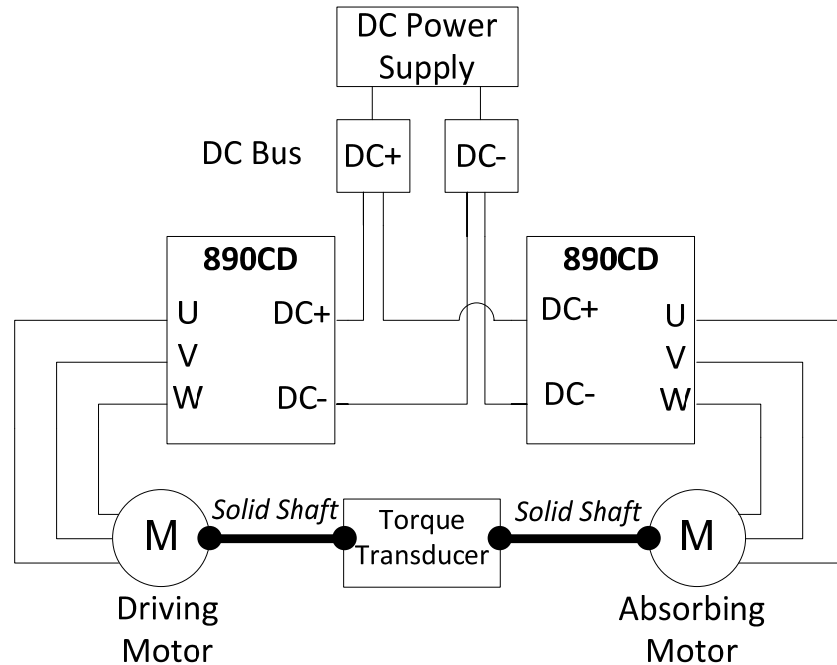 DC Power
Supply
DC Bus
DC+
DC-
890CD
U
V
W
DC+
DC-
890CD
DC+
DC-
U
V
W
M
Solid Shaft
Torque
Transducer
Solid Shaft
M
Driving
Motor
Absorbing
Motor